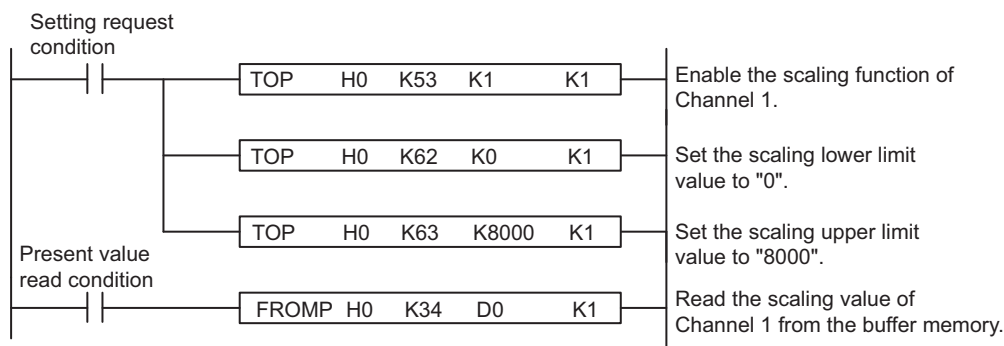 Setting request
condition
TOP H0 K53 K1 K1
Enable the scaling function of
Channel 1.
TOP H0 K62 K0 K1
Set the scaling lower limit
value to "0".
TOP H0 K63 K8000 K1
Set the scaling upper limit
value to "8000".
Present value
read condition
FROMP H0 K34 D0 K1
Read the scaling value of
Channel 1 from the buffer memory.